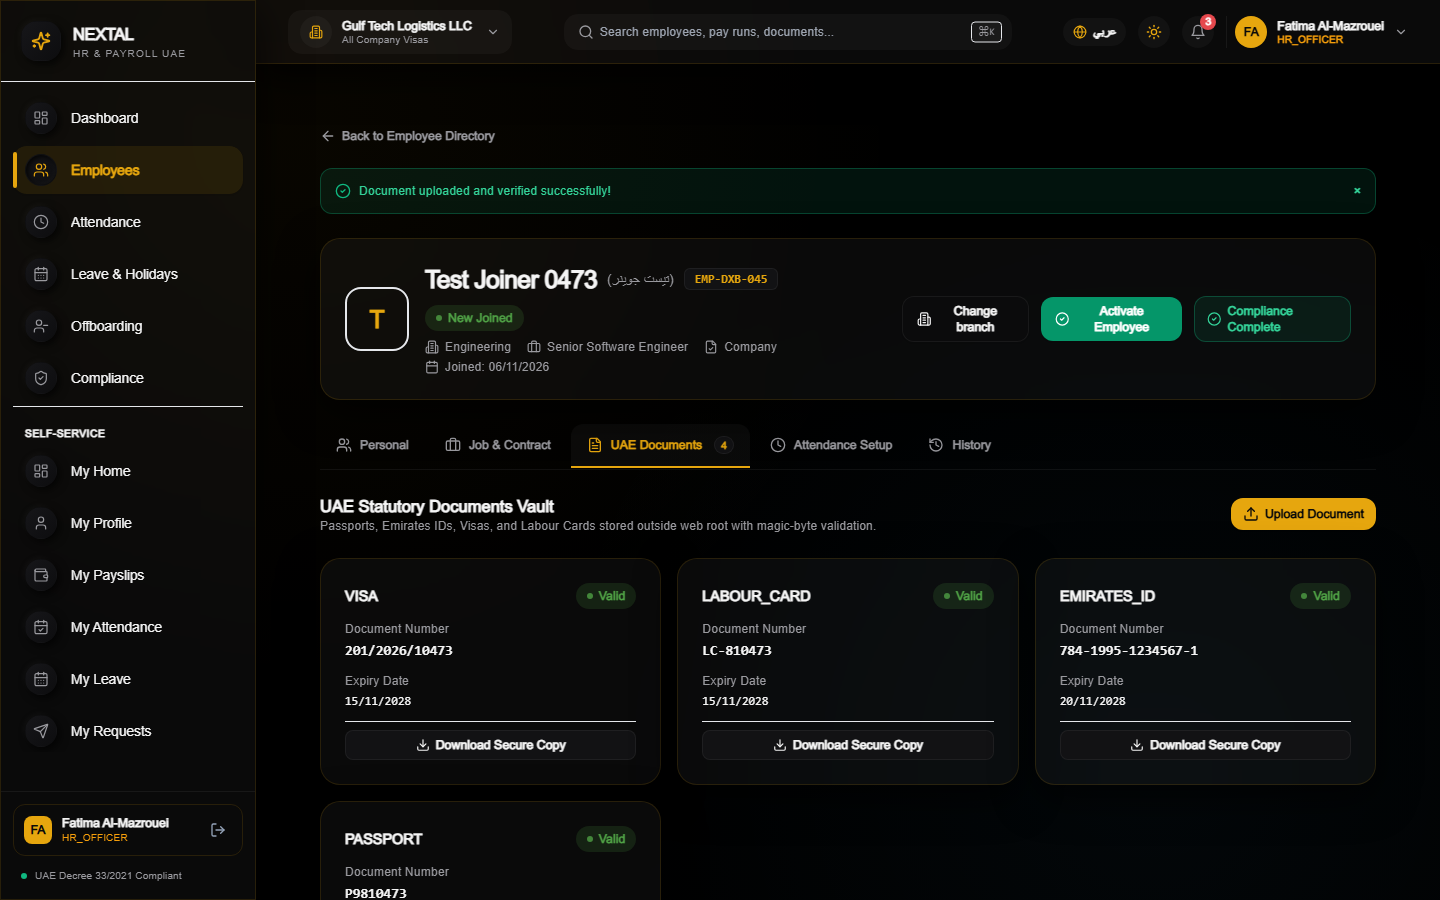 NEXTAL
HR & PAYROLL UAE
Gulf Tech Logistics LLC
All Company Visas
Search employees, pay runs, documents...
⌘K
عربي
3
FA
Fatima Al-Mazrouei
HR_OFFICER
Dashboard
Employees
Attendance
Leave & Holidays
Offboarding
Compliance
SELF-SERVICE
My Home
My Profile
My Payslips
My Attendance
My Leave
My Requests
FA
Fatima Al-Mazrouei
HR_OFFICER
UAE Decree 33/2021 Compliant
Back to Employee Directory
Document uploaded and verified successfully!
×
T
Test Joiner 0473 (تيست جوينر) EMP-DXB-045
New Joined
Engineering Senior Software Engineer Company
Joined: 06/11/2026
Change branch
Activate Employee
Compliance Complete
Personal
Job & Contract
UAE Documents 4
Attendance Setup
History
UAE Statutory Documents Vault
Passports, Emirates IDs, Visas, and Labour Cards stored outside web root with magic-byte validation.
Upload Document
VISA
Valid
Document Number
201/2026/10473
Expiry Date
15/11/2028
Download Secure Copy
LABOUR_CARD
Valid
Document Number
LC-810473
Expiry Date
15/11/2028
Download Secure Copy
EMIRATES_ID
Valid
Document Number
784-1995-1234567-1
Expiry Date
20/11/2028
Download Secure Copy
PASSPORT
Valid
Document Number
P9810473